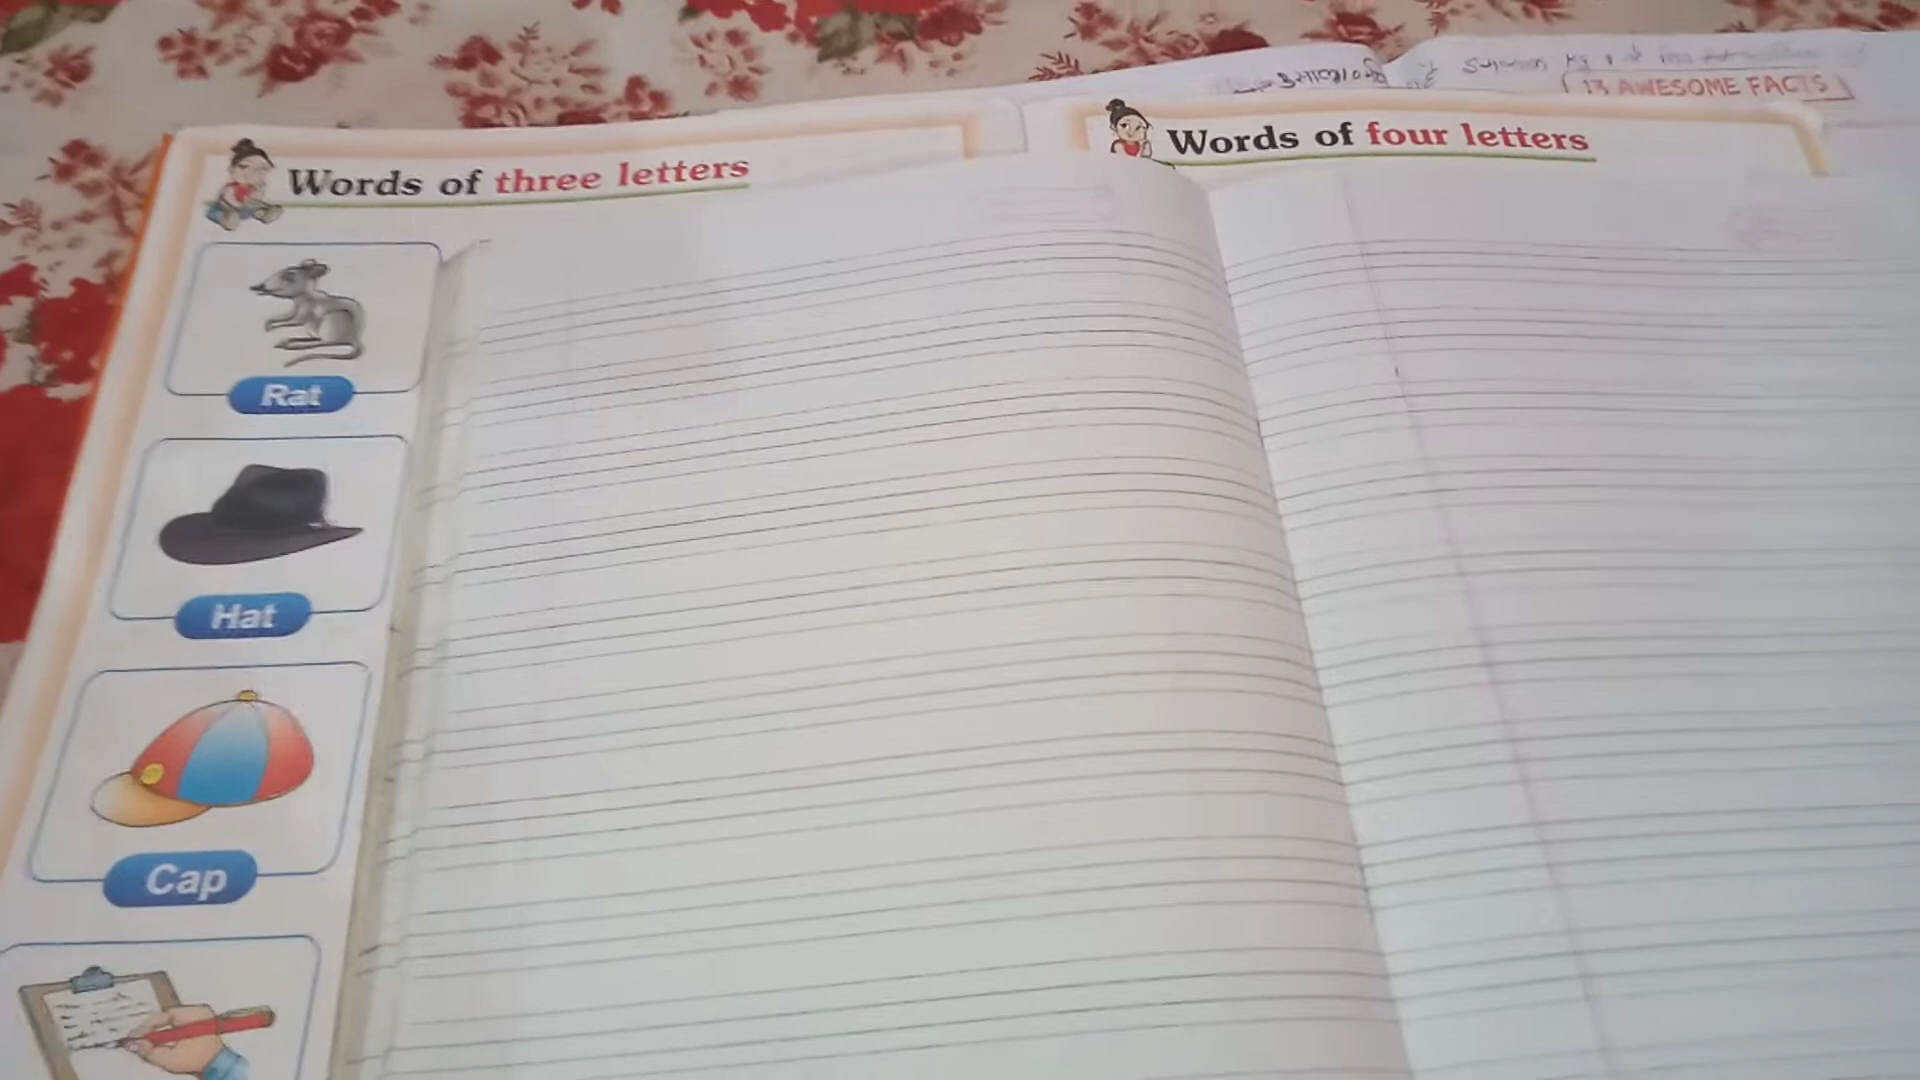 13 AWESOME FACTS
Words of three letters
Words of four letters
Rat
Hat
Cap